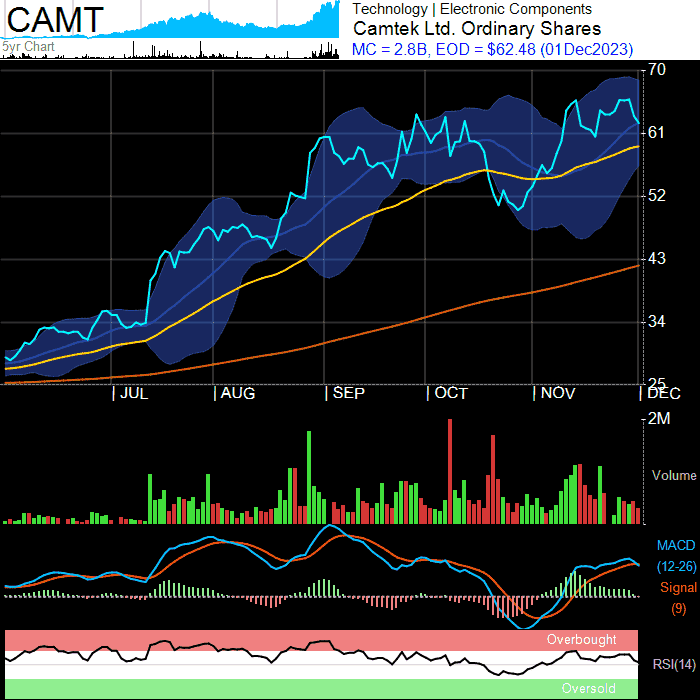 CAMT
5yr Chart
Technology | Electronic Components
Camtek Ltd. Ordinary Shares
MC = 2.8B, EOD = $62.48 (01Dec2023)
70
61
52
43
34
25
| JUL | AUG | SEP | OCT | NOV | DEC
2M
Volume
MACD
(12-26)
Signal
(9)
Overbought
RSI(14)
Oversold